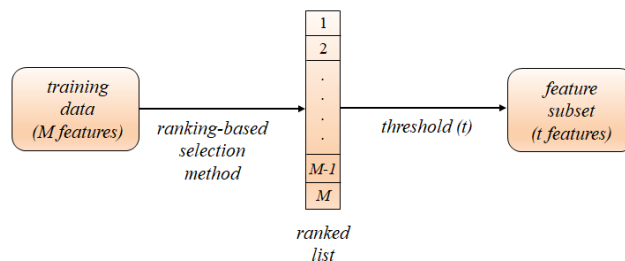 training
data
(M features)
ranking-based
selection
method
1
2
.
.
.
.
M-1
M
ranked
list
threshold (t)
feature
subset
(t features)